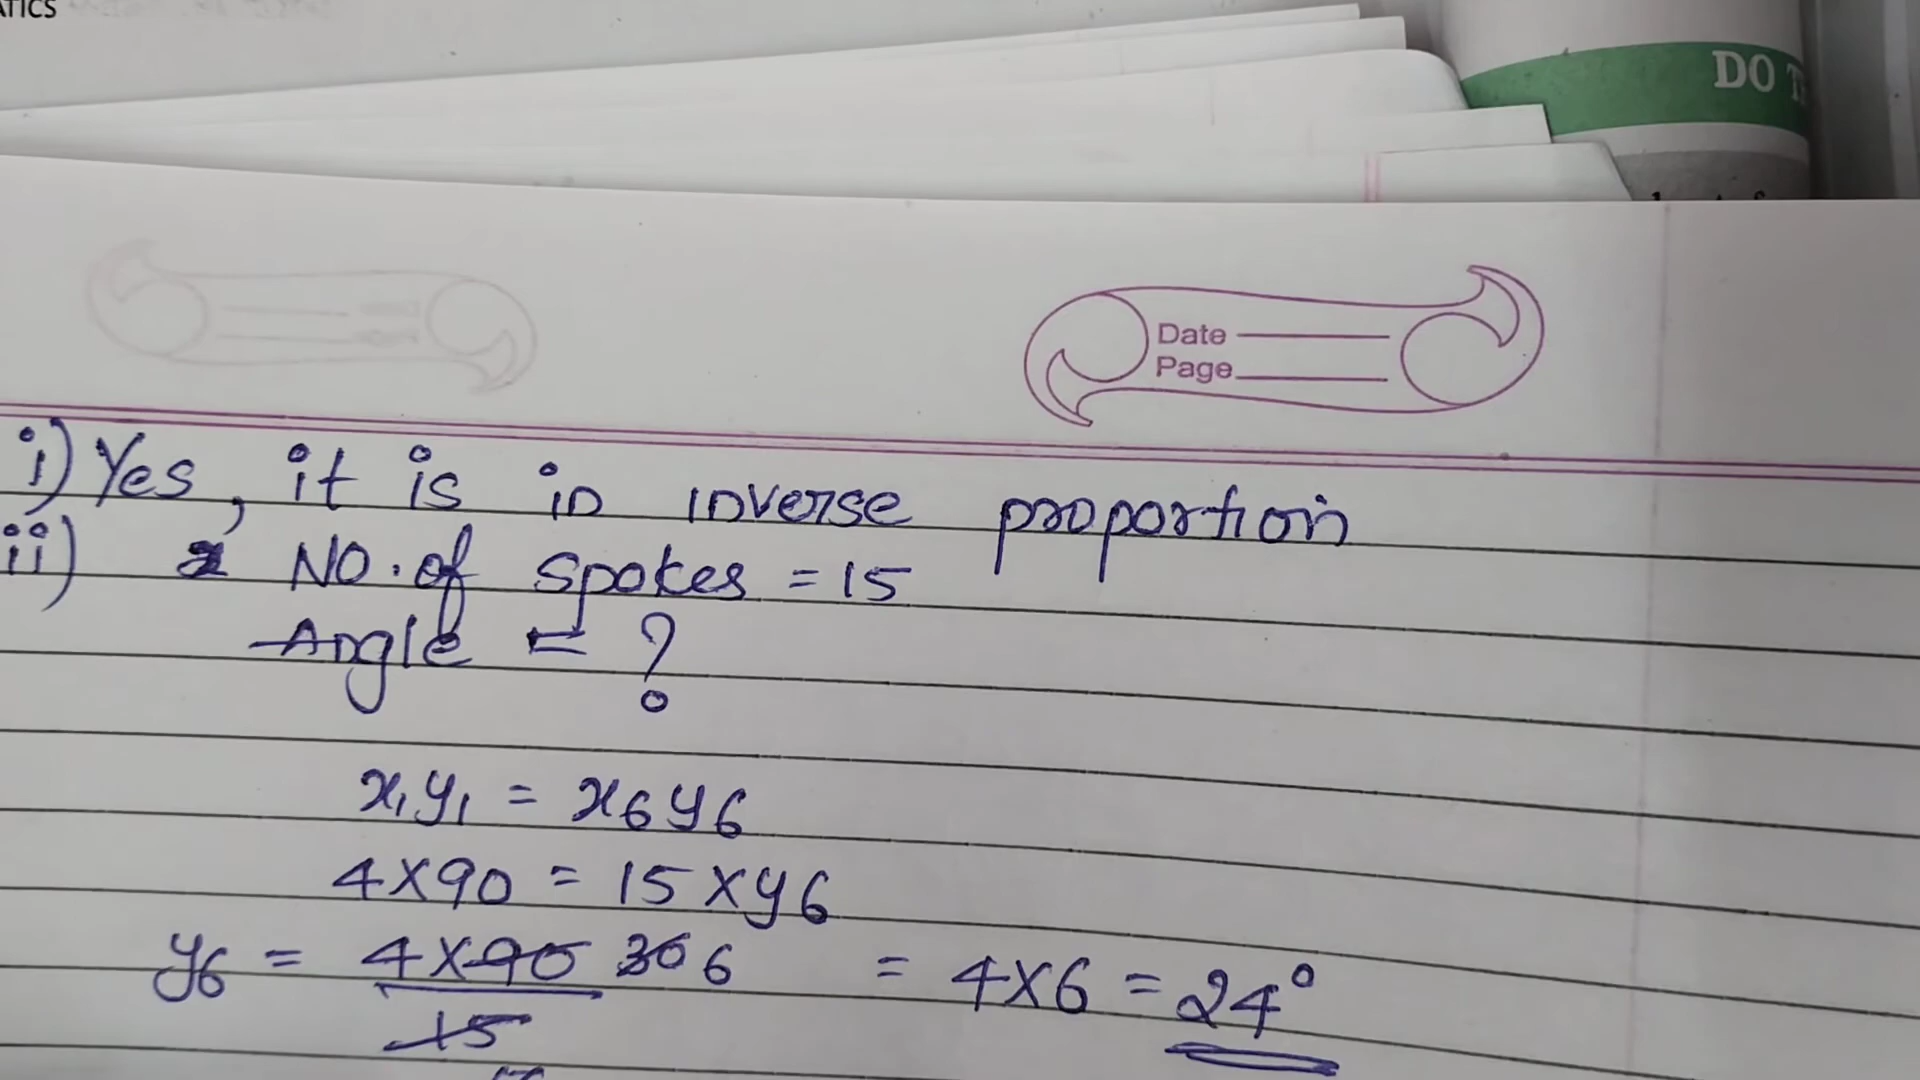 ATICS
DO
Date
Page
i) Yes, it is in inverse proportion
ii) No. of spokes = 15
Angle = ?
x₁y₁ = x₆y₆
4×90 = 15×y₆
y₆ = 4×90 30 6 = 4×6 = 24°
15